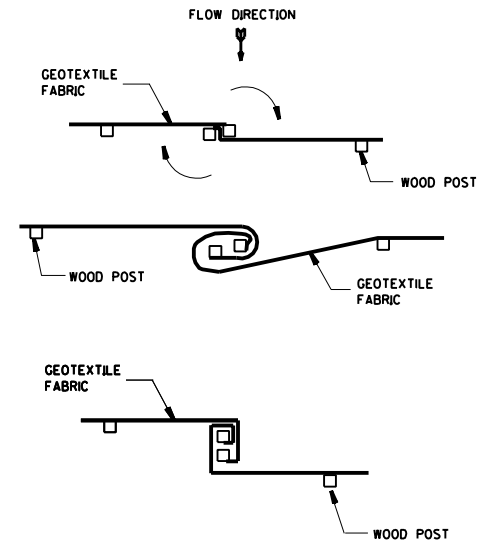 FLOW DIRECTION
GEOTEXTILE
FABRIC
WOOD POST
WOOD POST
GEOTEXTILE
FABRIC
GEOTEXTILE
FABRIC
WOOD POST